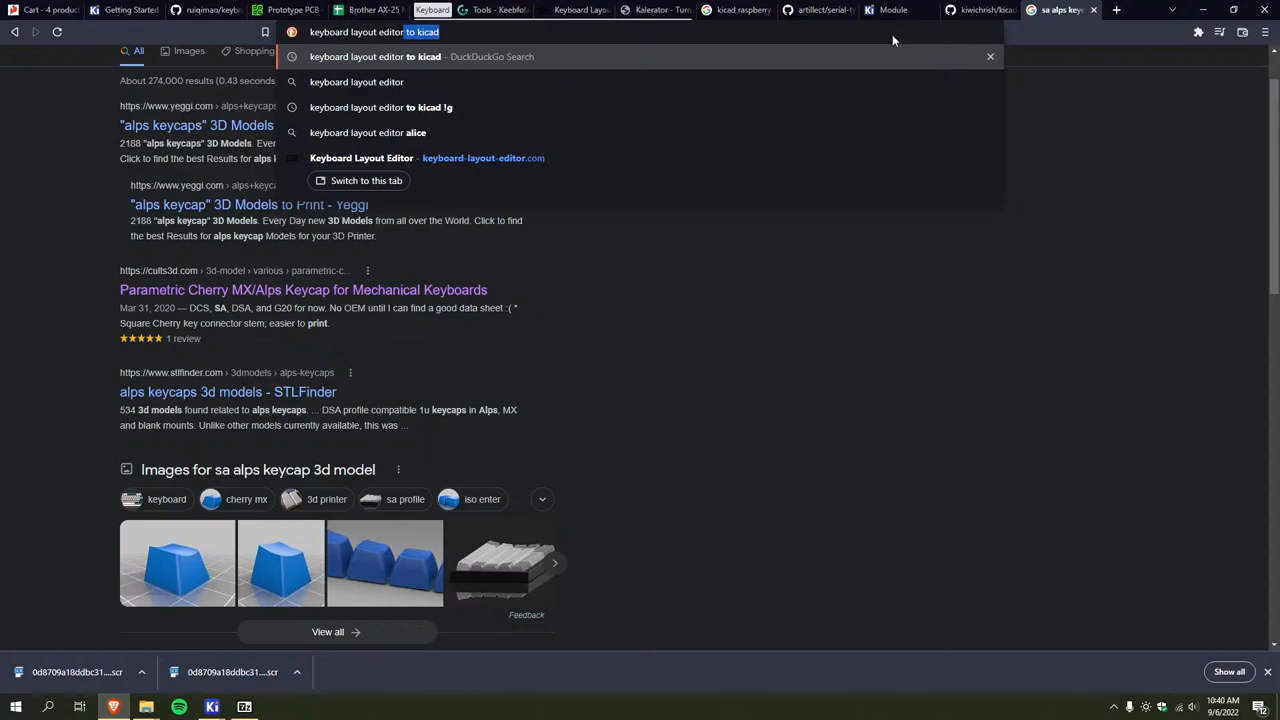 Cart - 4 product
Getting Started
ruiqimao/keyb
Prototype PCB
Brother AX-25
Keyboard
Tools - Keebfol
Keyboard Layou
Kalerator - Turn
kicad raspberry
artillect/serial-ty
Module
kiwichrish/kicad
sa alps keyc
keyboard layout editor to kicad
keyboard layout editor to kicad - DuckDuckGo Search
keyboard layout editor
keyboard layout editor to kicad !g
keyboard layout editor alice
Keyboard Layout Editor - keyboard-layout-editor.com
Switch to this tab
All
Images
About 274,000 results (0.43 seconds
https://www.yeggi.com › alps+keycaps
"alps keycaps" 3D Models
2188 "alps keycaps" 3D Models
Click to find the best Results for alps k
https://www.yeggi.com › alps+keyca
"alps keycap" 3D Models to Print - Yeggi
2188 "alps keycap" 3D Models. Every Day new 3D Models from all over the World. Click to find
the best Results for alps keycap Models for your 3D Printer.
https://cults3d.com › 3d-model › various › parametric-c...
Parametric Cherry MX/Alps Keycap for Mechanical Keyboards
Mar 31, 2020 — DCS, SA, DSA, and G20 for now. No OEM until I can find a good data sheet :( *
Square Cherry key connector stem; easier to print.
★★★★★ 1 review
https://www.stlfinder.com › 3dmodels › alps-keycaps
alps keycaps 3d models - STLFinder
534 3d models found related to alps keycaps. ... DSA profile compatible 1u keycaps in Alps, MX
and blank mounts. Unlike other models currently available, this was ...
Images for sa alps keycap 3d model
keyboard
cherry mx
3d printer
sa profile
iso enter
Feedback
View all
0d8709a18ddbc31....scr
0d8709a18ddbc31....scr
Show all
10:40 AM
9/6/2022